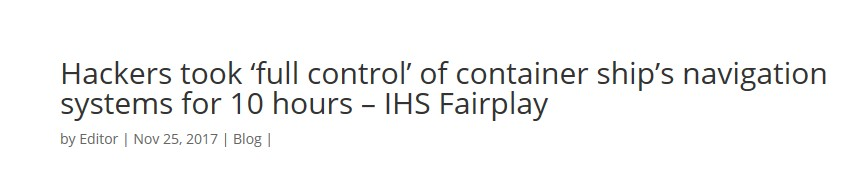 Hackers took ‘full control’ of container ship’s navigation
systems for 10 hours – IHS Fairplay
by Editor | Nov 25, 2017 | Blog |